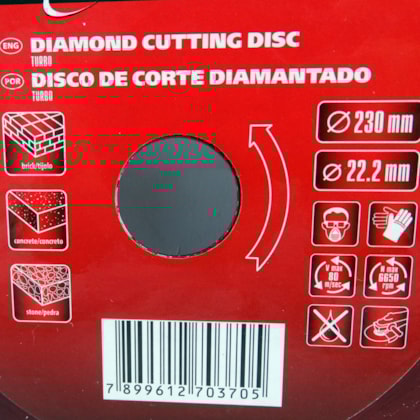 ENG DIAMOND CUTTING DISC
TURBO
POR DISCO DE CORTE DIAMANTADO
TURBO
brick/tijolo
concrete/concreto
stone/pedra
Ø 230 mm
Ø 22.2 mm
V max
80
m/sec
N max
6650
rpm
7 899612 703705